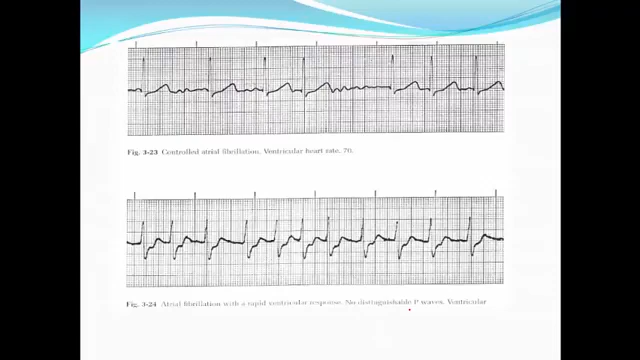 Fig. 3-23 Controlled atrial fibrillation. Ventricular heart rate, 70.
Fig. 3-24 Atrial fibrillation with a rapid ventricular response. No distinguishable P waves. Ventricular